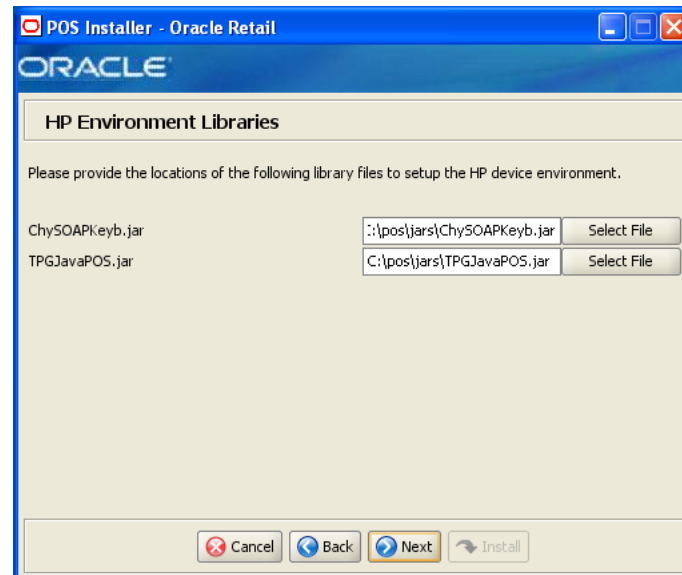 POS Installer - Oracle Retail
ORACLE
HP Environment Libraries
Please provide the locations of the following library files to setup the HP device environment.
ChySOAPKeyb.jar :\pos\jars\ChySOAPKeyb.jar Select File
TPGJavaPOS.jar C:\pos\jars\TPGJavaPOS.jar Select File
Cancel Back Next Install